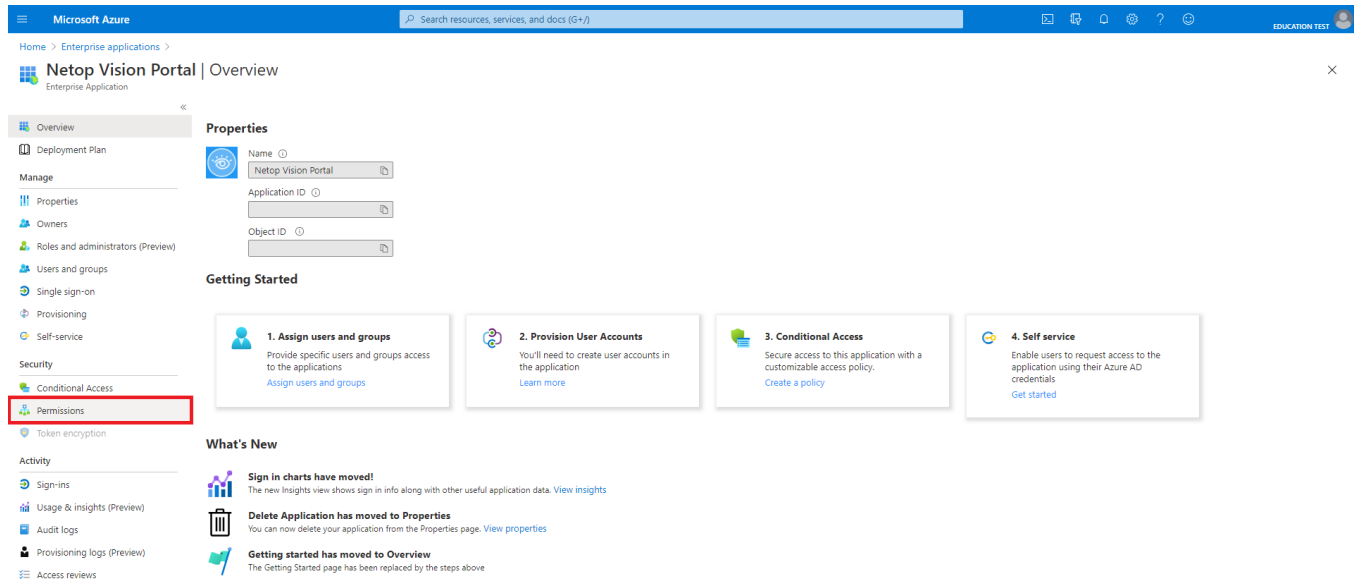 Microsoft Azure
Search resources, services, and docs (G+/)
EDUCATION TEST
Home > Enterprise applications >
Netop Vision Portal | Overview
Enterprise Application
«
Overview
Deployment Plan
Manage
Properties
Owners
Roles and administrators (Preview)
Users and groups
Single sign-on
Provisioning
Self-service
Security
Conditional Access
Permissions
Token encryption
Activity
Sign-ins
Usage & insights (Preview)
Audit logs
Provisioning logs (Preview)
Access reviews
Properties
Name
Netop Vision Portal
Application ID
Object ID
Getting Started
1. Assign users and groups
Provide specific users and groups access
to the applications
Assign users and groups
2. Provision User Accounts
You'll need to create user accounts in
the application
Learn more
3. Conditional Access
Secure access to this application with a
customizable access policy.
Create a policy
4. Self service
Enable users to request access to the
application using their Azure AD
credentials
Get started
What's New
Sign in charts have moved!
The new Insights view shows sign in info along with other useful application data. View insights
Delete Application has moved to Properties
You can now delete your application from the Properties page. View properties
Getting started has moved to Overview
The Getting Started page has been replaced by the steps above